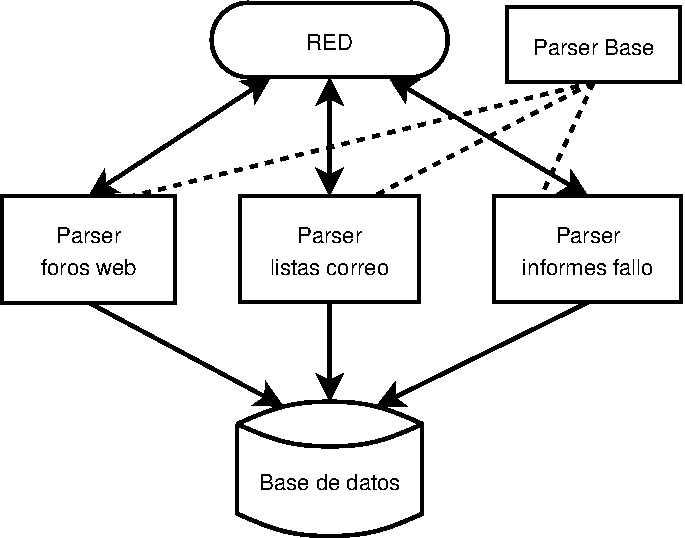 RED
Parser Base
Parser
foros web
Parser
listas correo
Parser
informes fallo
Base de datos